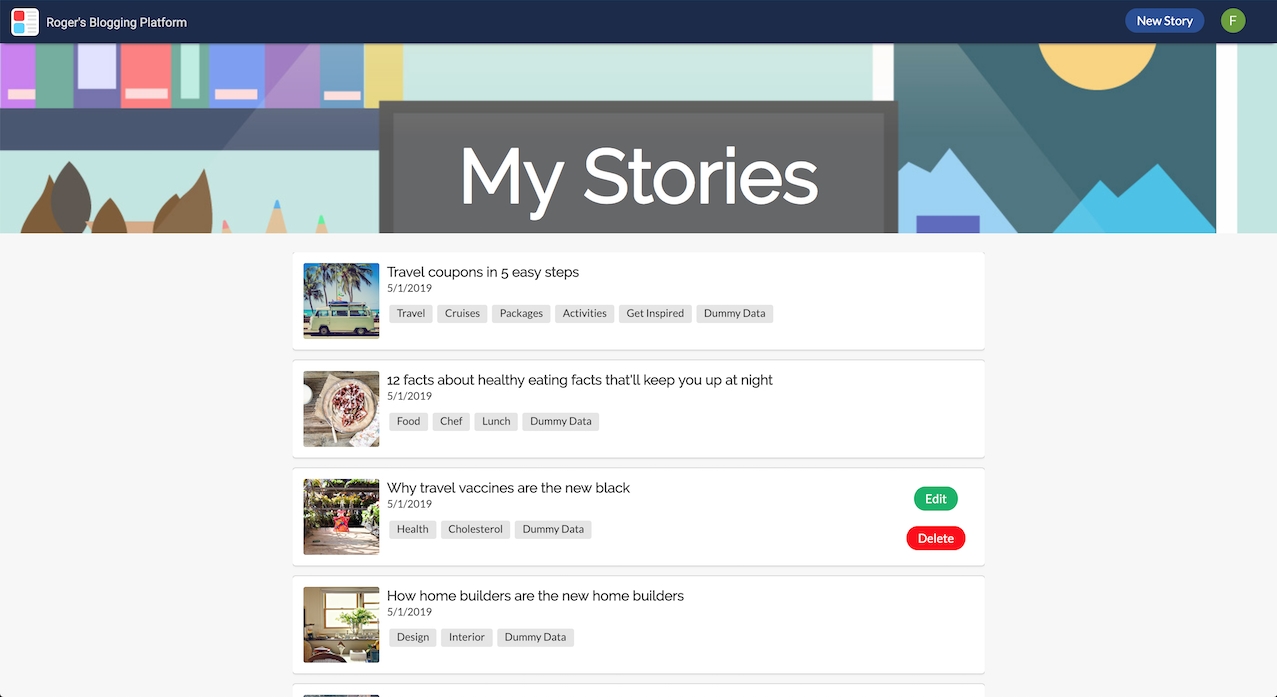 Roger's Blogging Platform
New Story
F
My Stories
Travel coupons in 5 easy steps
5/1/2019
Travel Cruises Packages Activities Get Inspired Dummy Data
12 facts about healthy eating facts that'll keep you up at night
5/1/2019
Food Chef Lunch Dummy Data
Why travel vaccines are the new black
5/1/2019
Health Cholesterol Dummy Data
Edit
Delete
How home builders are the new home builders
5/1/2019
Design Interior Dummy Data